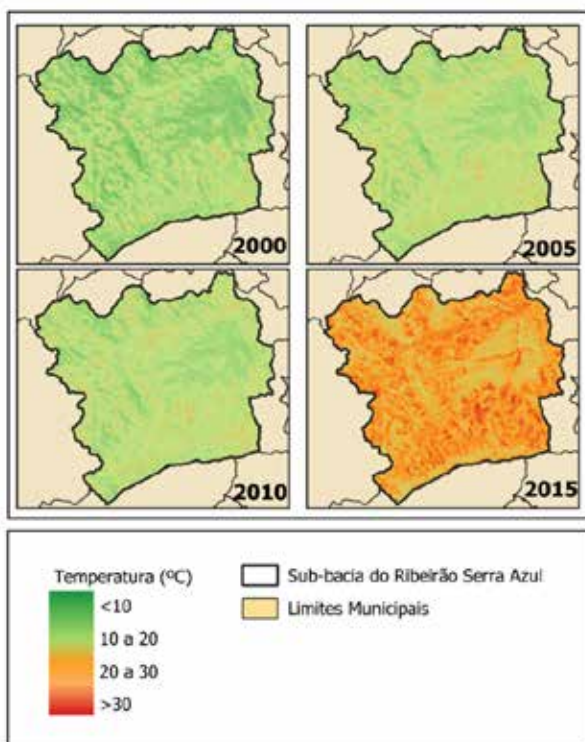 2000
2005
2010
2015
Temperatura (ºC)
<10
10 a 20
20 a 30
>30
Sub-bacia do Ribeirão Serra Azul
Limites Municipais